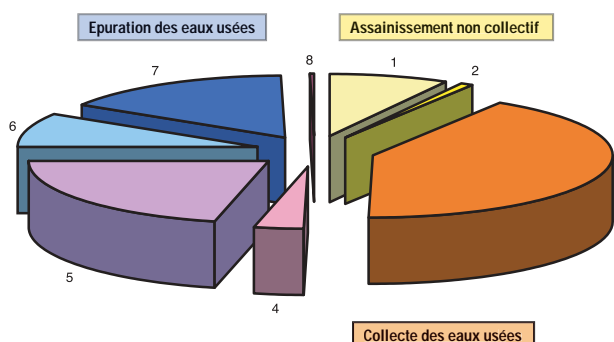 Epuration des eaux usées
Assainissement non collectif
8
1
2
7
6
5
4
Collecte des eaux usées